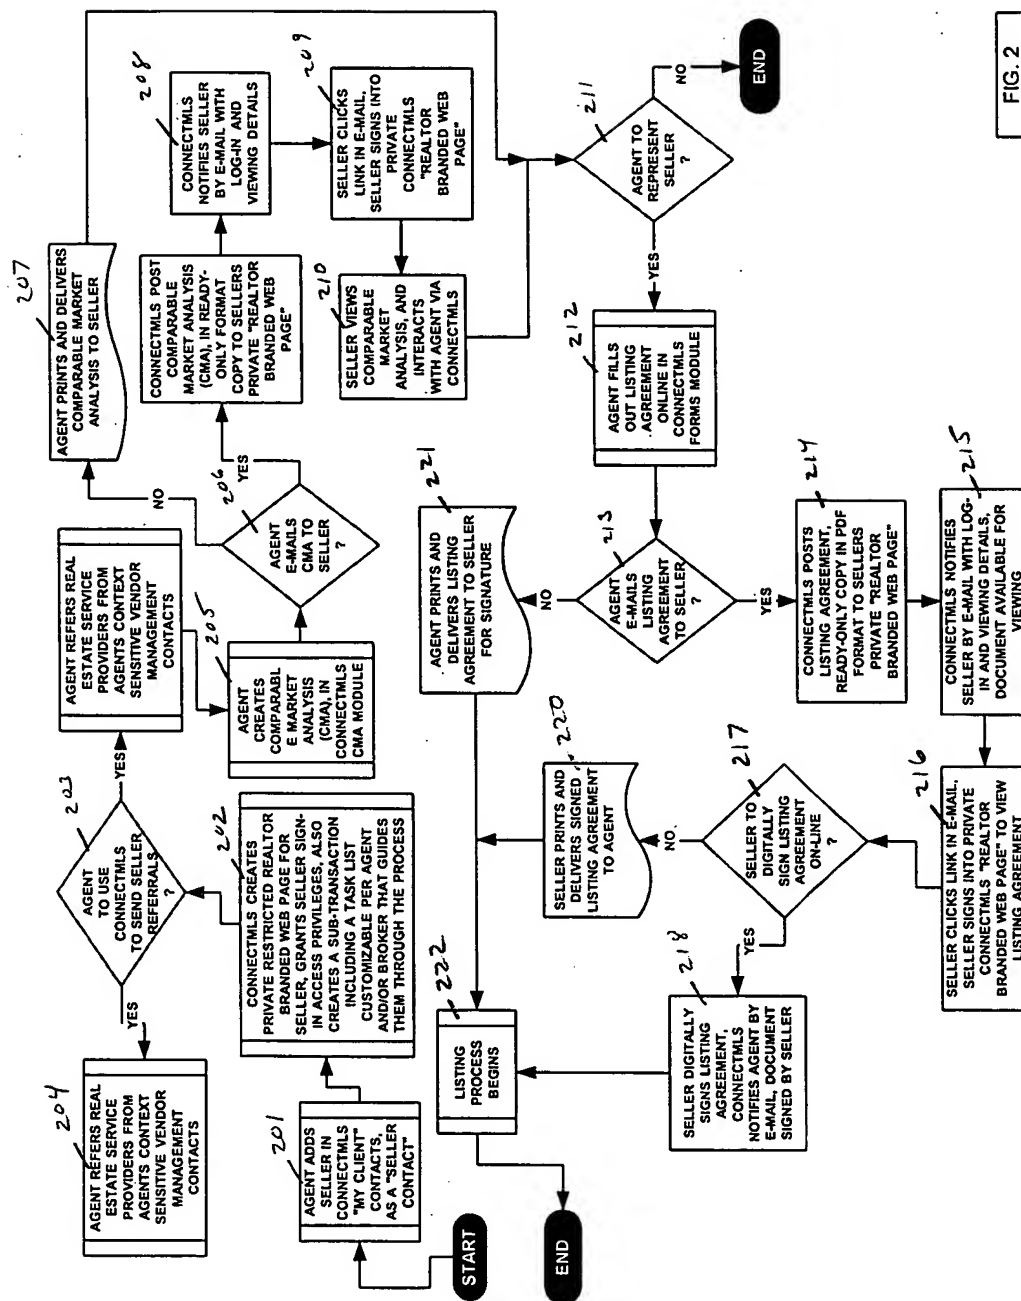 START
201
AGENT ADDS
SELLER IN
CONNECTMLS
"MY CLIENT"
CONTACTS,
AS A "SELLER
CONTACT"
202
CONNECTMLS CREATES
PRIVATE RESTRICTED REALTOR
BRANDED WEB PAGE FOR
SELLER, GRANTS SELLER SIGN-
IN ACCESS PRIVILEGES, ALSO
CREATES A SUB-TRANSACTION
INCLUDING A TASK LIST
CUSTOMIZABLE PER AGENT
AND/OR BROKER THAT GUIDES
THEM THROUGH THE PROCESS
203
AGENT
TO USE
CONNECTMLS
TO SEND SELLER
REFERRALS
?
YES
YES
204
AGENT REFERS REAL
ESTATE SERVICE
PROVIDERS FROM
AGENTS CONTEXT
SENSITIVE VENDOR
MANAGEMENT
CONTACTS
AGENT REFERS REAL
ESTATE SERVICE
PROVIDERS FROM
AGENTS CONTEXT
SENSITIVE VENDOR
MANAGEMENT
CONTACTS
205
AGENT
CREATES
COMPARABL
E MARKET
ANALYSIS
(CMA), IN
CONNECTMLS
CMA MODULE
206
AGENT
E-MAILS
CMA TO
SELLER
?
NO
YES
207
AGENT PRINTS AND DELIVERS
COMPARABLE MARKET
ANALYSIS TO SELLER
CONNECTMLS POST
COMPARABLE
MARKET ANALYSIS
(CMA), IN READY-
ONLY FORMAT
COPY TO SELLERS
PRIVATE "REALTOR
BRANDED WEB
PAGE"
208
CONNECTMLS
NOTIFIES SELLER
BY E-MAIL WITH
LOG-IN AND
VIEWING DETAILS
209
SELLER CLICKS
LINK IN E-MAIL,
SELLER SIGNS INTO
PRIVATE
CONNECTMLS
"REALTOR
BRANDED WEB
PAGE"
210
SELLER VIEWS
COMPARABLE
MARKET
ANALYSIS, AND
INTERACTS
WITH AGENT VIA
CONNECTMLS
211
AGENT TO
REPRESENT
SELLER
?
NO
END
YES
212
AGENT FILLS
OUT LISTING
AGREEMENT
ONLINE IN
CONNECTMLS
FORMS MODULE
213
AGENT
E-MAILS
LISTING
AGREEMENT
TO SELLER
?
NO
YES
221
AGENT PRINTS AND
DELIVERS LISTING
AGREEMENT TO SELLER
FOR SIGNATURE
214
CONNECTMLS POSTS
LISTING AGREEMENT,
READY-ONLY COPY IN PDF
FORMAT TO SELLERS
PRIVATE "REALTOR
BRANDED WEB PAGE"
215
CONNECTMLS NOTIFIES
SELLER BY E-MAIL WITH LOG-
IN AND VIEWING DETAILS,
DOCUMENT AVAILABLE FOR
VIEWING
216
SELLER CLICKS LINK IN E-MAIL,
SELLER SIGNS INTO PRIVATE
CONNECTMLS "REALTOR
BRANDED WEB PAGE" TO VIEW
LISTING AGREEMENT
217
SELLER TO
DIGITALLY
SIGN LISTING
AGREEMENT
ON-LINE
?
NO
YES
220
SELLER PRINTS AND
DELIVERS SIGNED
LISTING AGREEMENT
TO AGENT
218
SELLER DIGITALLY
SIGNS LISTING
AGREEMENT,
CONNECTMLS
NOTIFIES AGENT BY
E-MAIL, DOCUMENT
SIGNED BY SELLER
222
LISTING
PROCESS
BEGINS
END
FIG. 2